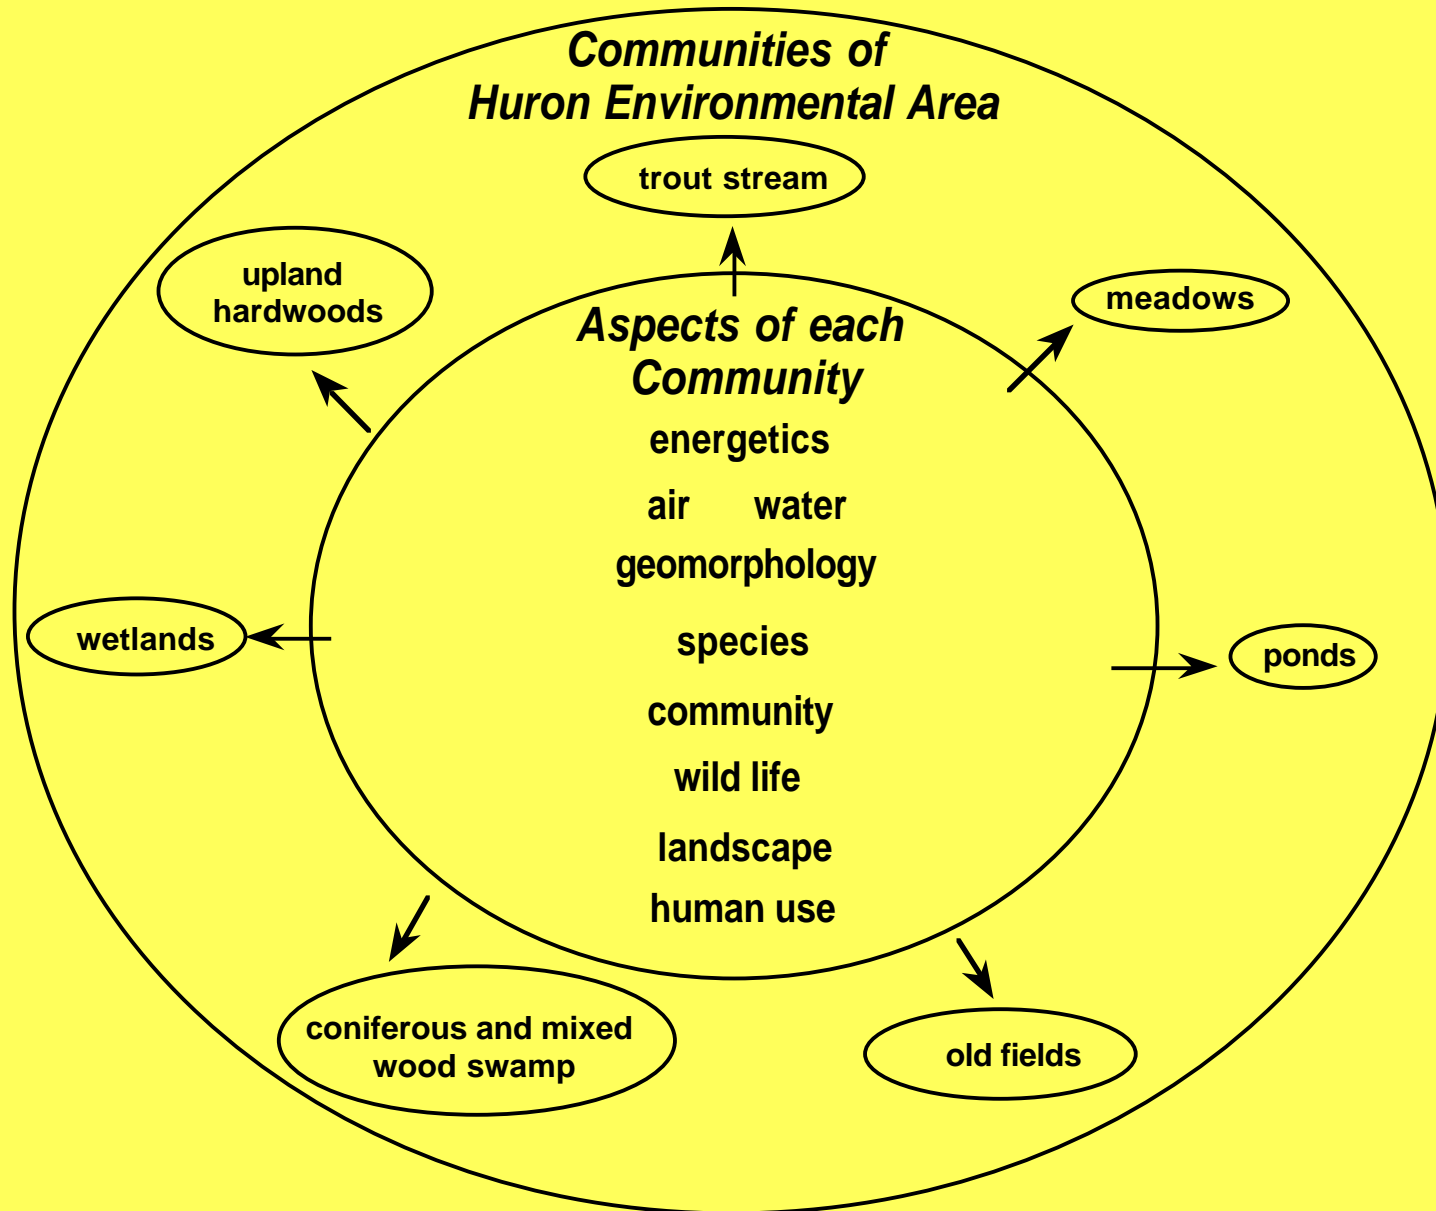 Communities of
Huron Environmental Area
trout stream
upland
hardwoods
meadows
Aspects of each
Community
energetics
air water
geomorphology
species
wetlands
ponds
community
wild life
landscape
human use
coniferous and mixed
wood swamp
old fields